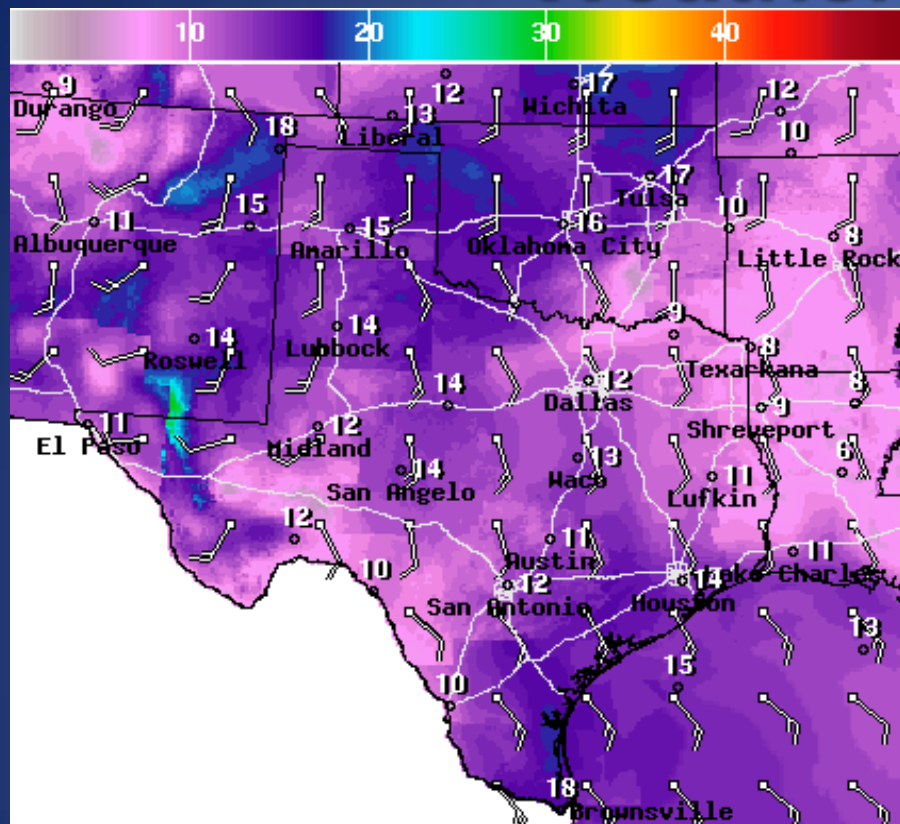 10 20 30 40
9
Durango
12
17
Wichita
12
13
Liberal
18
10
17
Tulsa
15
10
11
Albuquerque
15
Amarillo
16
Oklahoma City
8
Little Rock
14
Roswell
14
Lubbock
9
8
Texarkana
14
12
Dallas
8
9
Shreveport
11
El Paso
12
Midland
14
San Angelo
13
Waco
11
Lufkin
6
12
11
Austin
11
Lake Charles
10
12
San Antonio
14
Houston
13
15
10
18
Brownsville